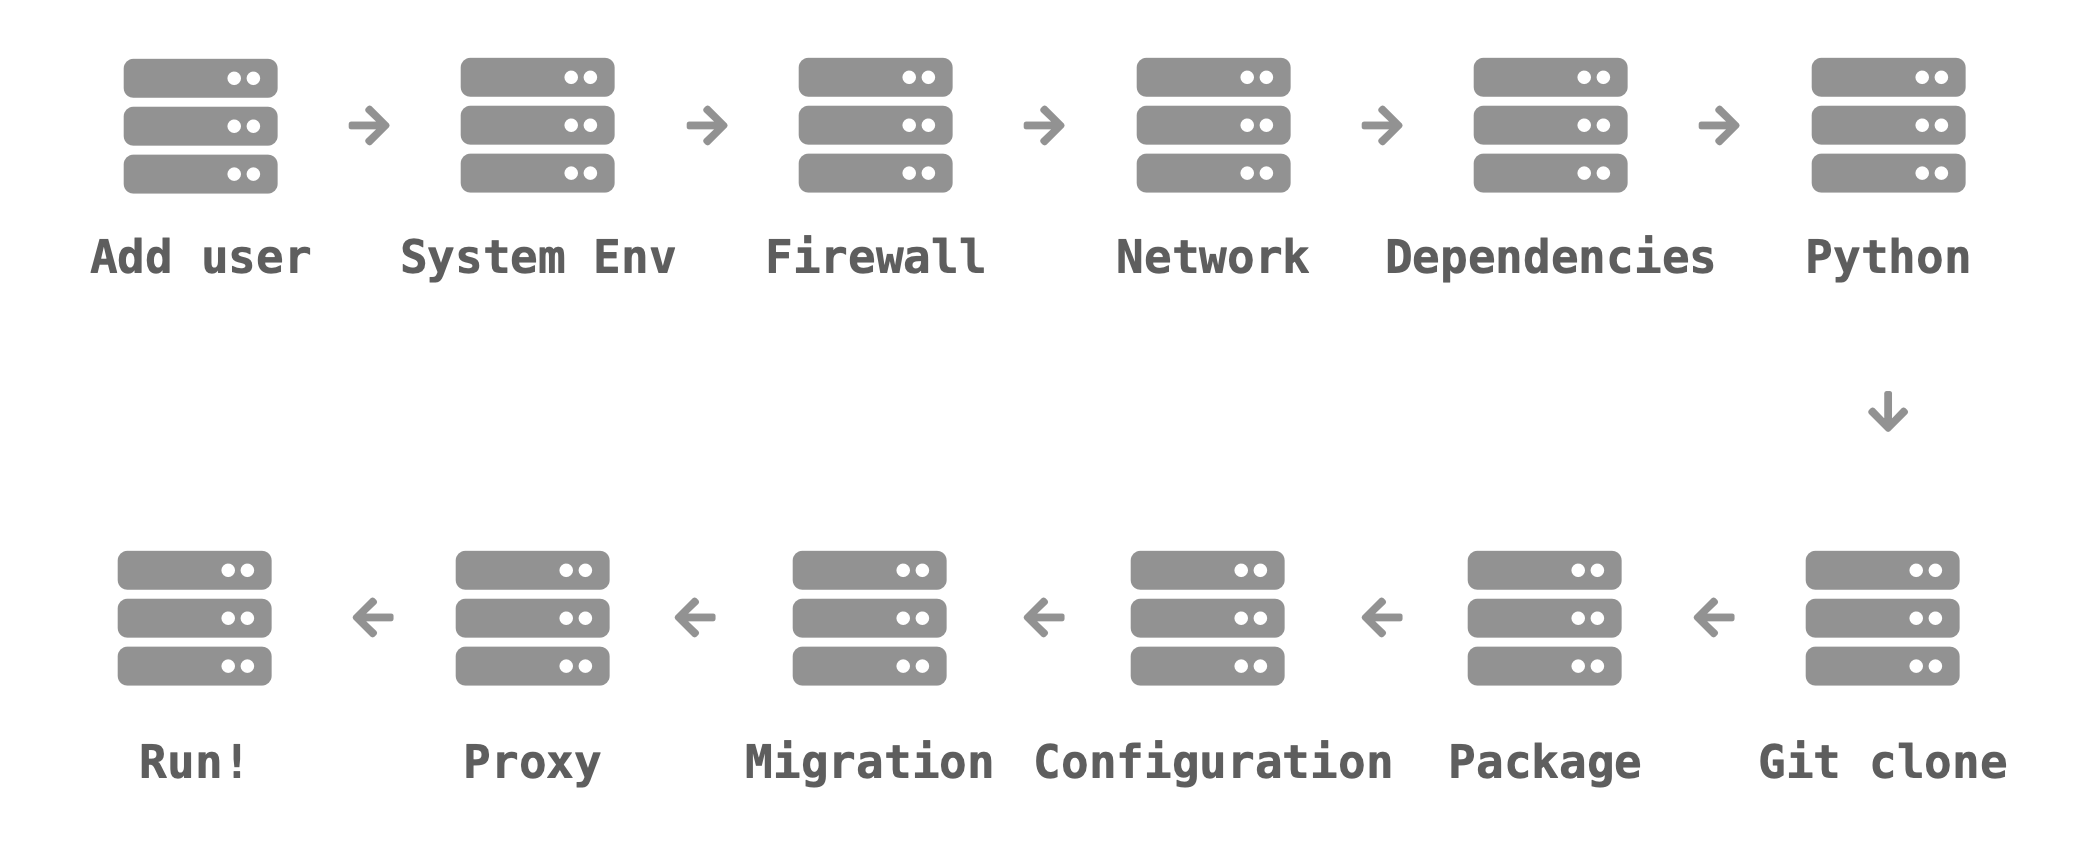 Add user
System Env
Firewall
Network
Dependencies
Python
Run!
Proxy
Migration
Configuration
Package
Git clone